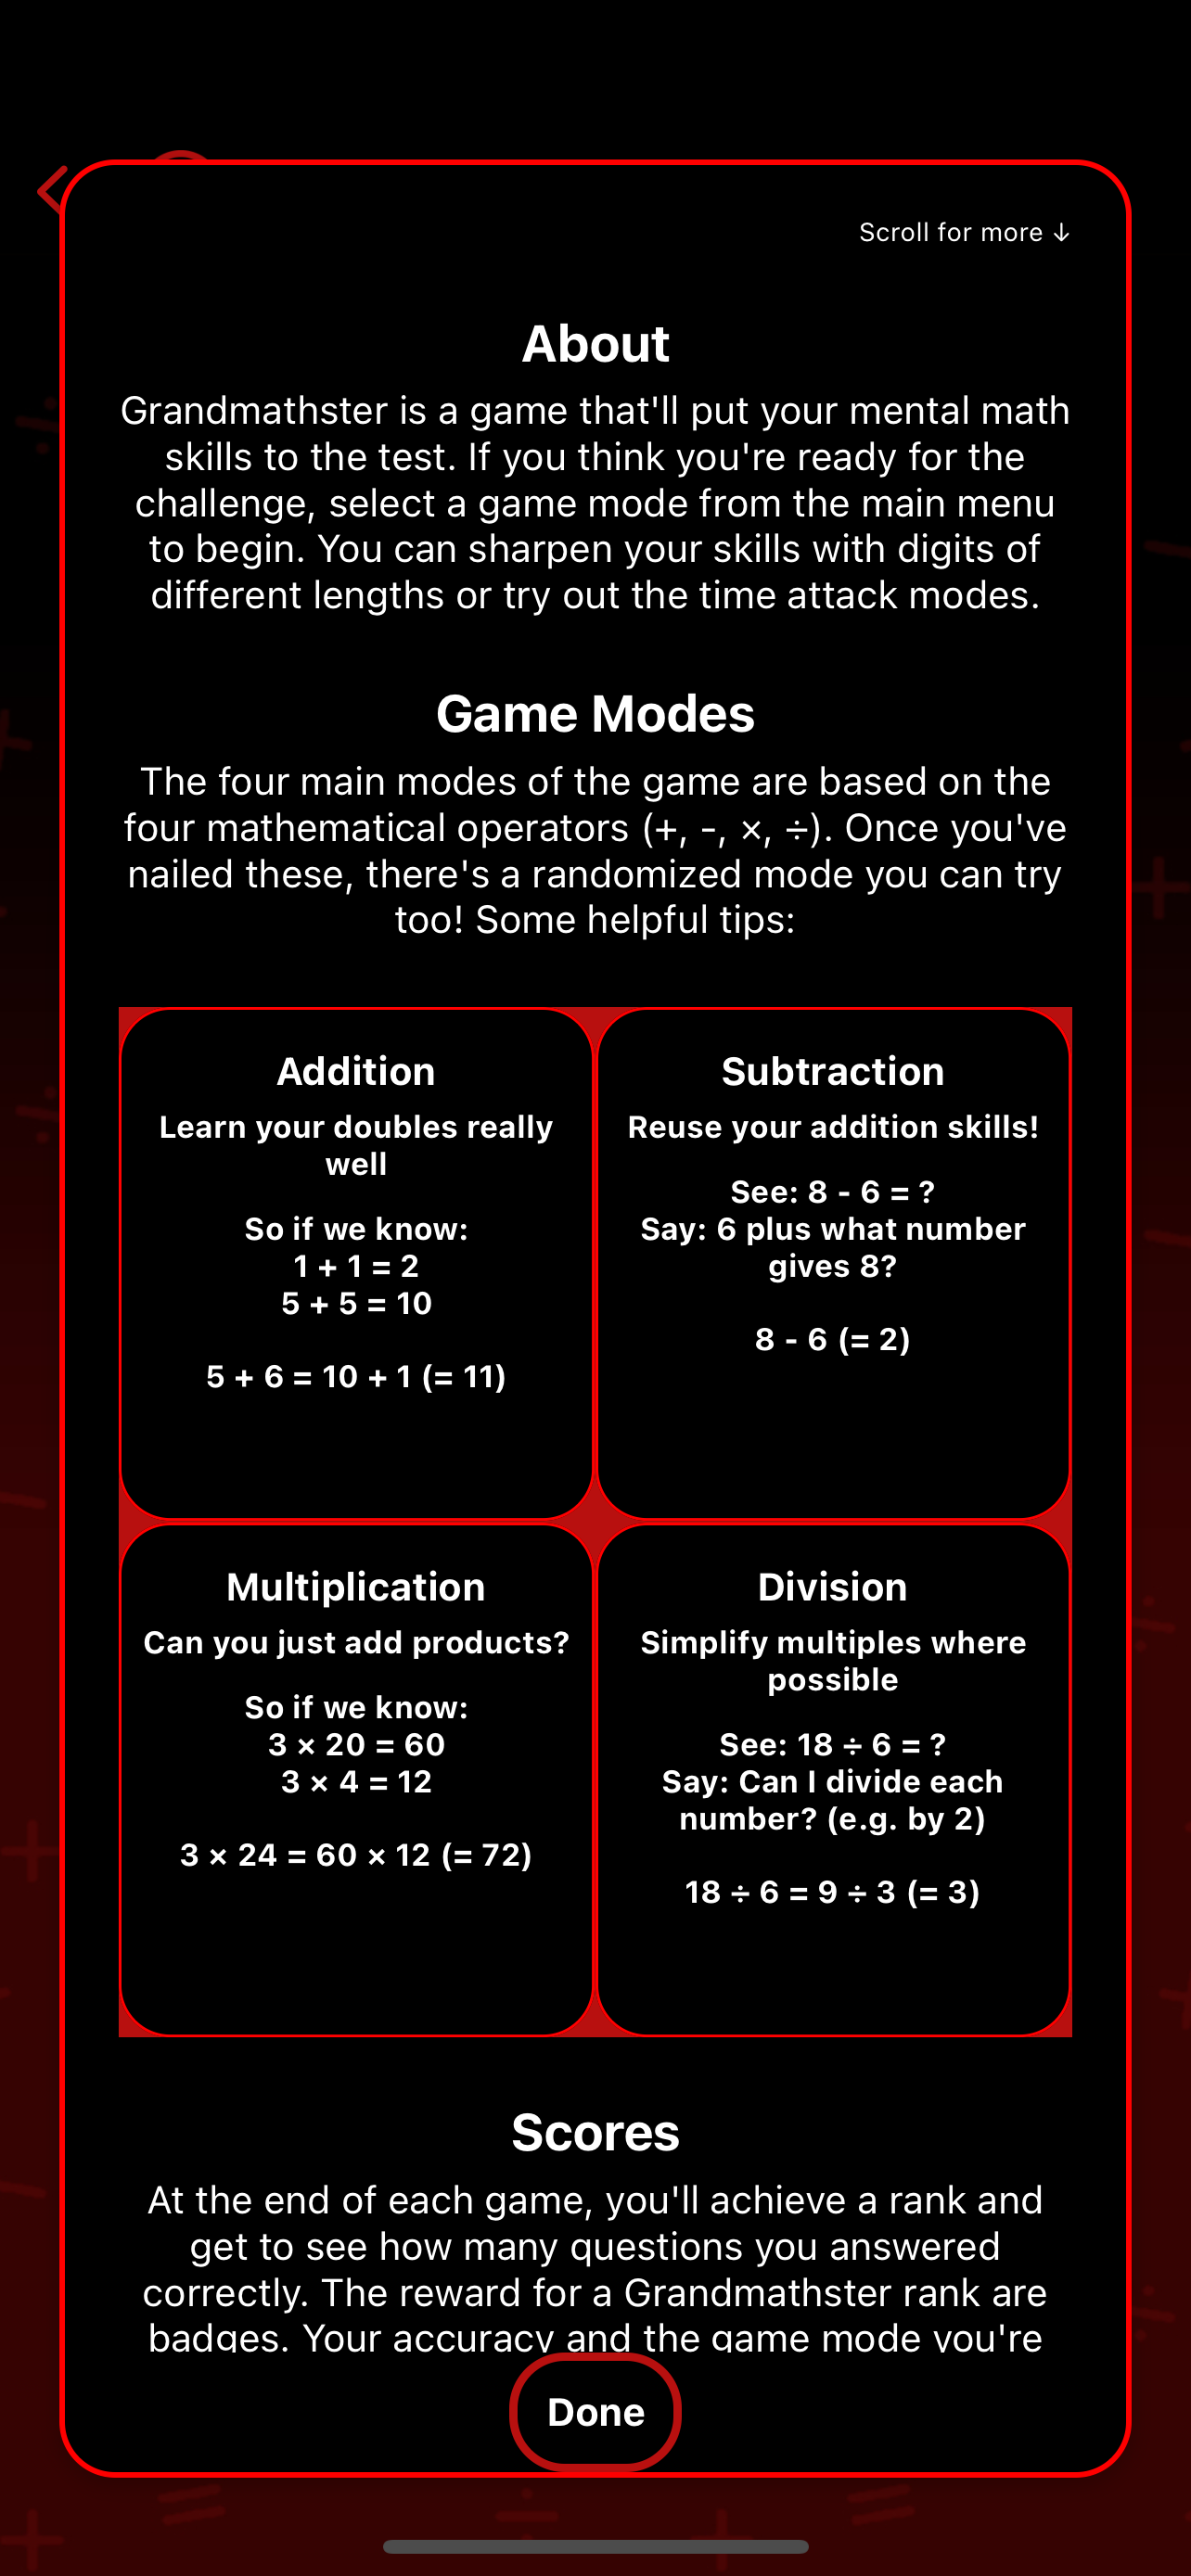 Scroll for more ↓
About
Grandmathster is a game that'll put your mental math
skills to the test. If you think you're ready for the
challenge, select a game mode from the main menu
to begin. You can sharpen your skills with digits of
different lengths or try out the time attack modes.
Game Modes
The four main modes of the game are based on the
four mathematical operators (+, -, ×, ÷). Once you've
nailed these, there's a randomized mode you can try
too! Some helpful tips:
Addition
Learn your doubles really
well
So if we know:
1 + 1 = 2
5 + 5 = 10
5 + 6 = 10 + 1 (= 11)
Subtraction
Reuse your addition skills!
See: 8 - 6 = ?
Say: 6 plus what number
gives 8?
8 - 6 (= 2)
Multiplication
Can you just add products?
So if we know:
3 × 20 = 60
3 × 4 = 12
3 × 24 = 60 × 12 (= 72)
Division
Simplify multiples where
possible
See: 18 ÷ 6 = ?
Say: Can I divide each
number? (e.g. by 2)
18 ÷ 6 = 9 ÷ 3 (= 3)
Scores
At the end of each game, you'll achieve a rank and
get to see how many questions you answered
correctly. The reward for a Grandmathster rank are
badges. Your accuracy and the game mode you're
Done